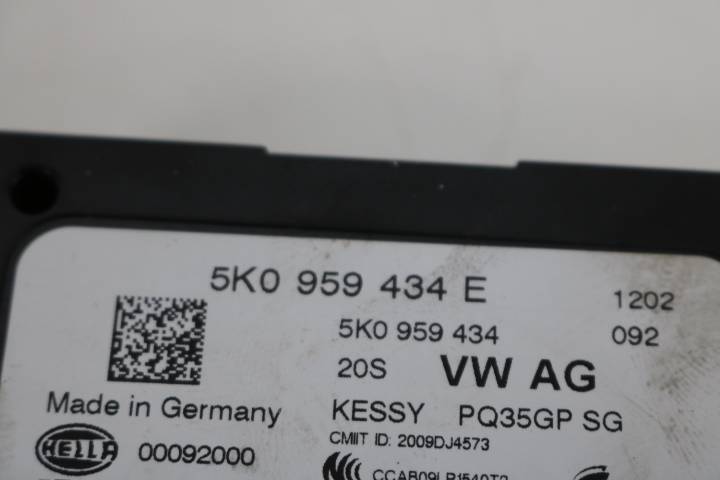 5K0 959 434 E 1202
5K0 959 434 092
20S VW AG
Made in Germany KESSY PQ35GP SG
CMIIT ID: 2009DJ4573
HELLA 00092000